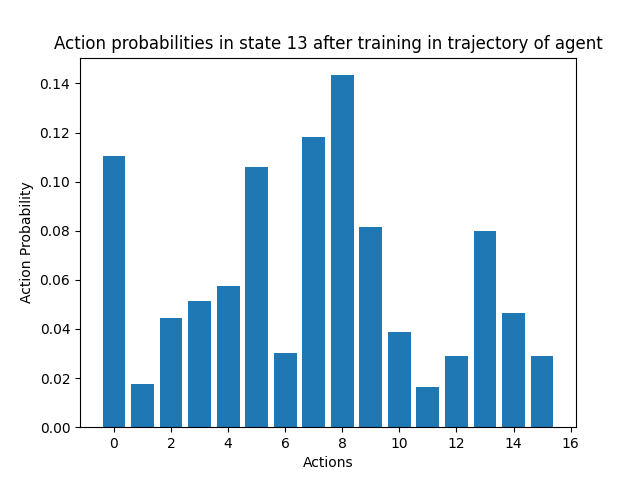 Action probabilities in state 13 after training in trajectory of agent
0.14
0.12
0.10
0.08
0.06
0.04
0.02
0.00
Action Probability
0 2 4 6 8 10 12 14 16
Actions